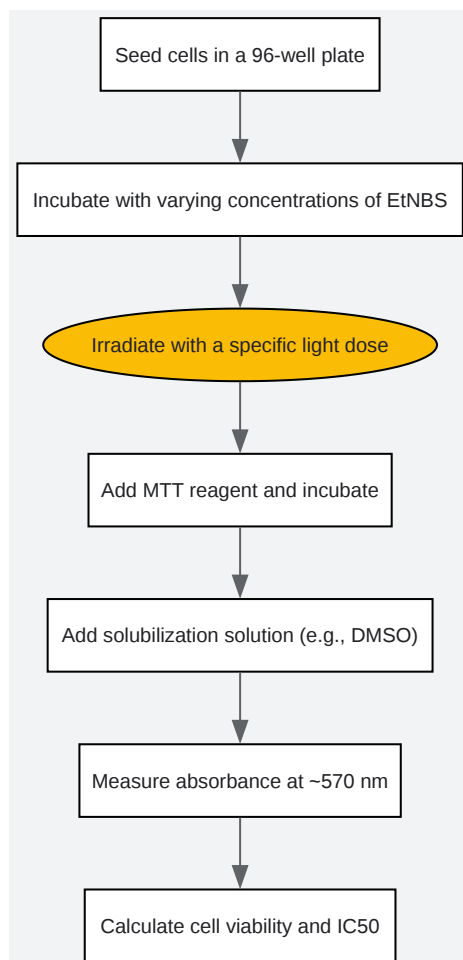 Seed cells in a 96-well plate
Incubate with varying concentrations of EtNBS
Irradiate with a specific light dose
Add MTT reagent and incubate
Add solubilization solution (e.g., DMSO)
Measure absorbance at ~570 nm
Calculate cell viability and IC50